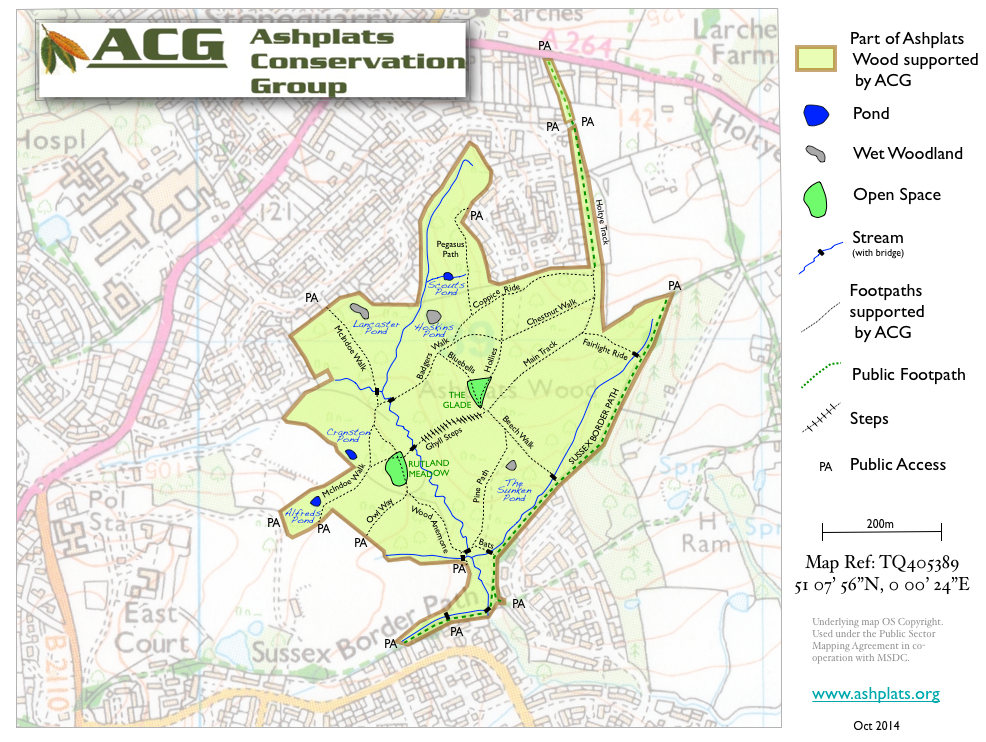 Stonequarry
Larches
A 264
Larches
Farm
ACG
Ashplats
Conservation
Group
PA
PA
PA
142
Holtye
Hospl
121
PA
Holtye Track
Pegasus
Path
Scouts
Pond
PA
PA
Coppice Ride
Lancaster
Pond
Hoskins
Pond
Chestnut Walk
McIndoe Walk
Badgers Walk
Bluebells
Hollies
Main Track
Fairlight Ride
Ashplats Wood
THE
GLADE
Beech Walk
SUSSEX BORDER PATH
Cranston
Pond
Ghyll Steps
RUTLAND
MEADOW
McIndoe Walk
Pine Path
The
Sunken
Pond
Alfreds
Pond
Owl Way
Wood Anemone
Bats
PA
PA
PA
PA
PA
PA
PA
Pol
Sta
Spr
Spr
H
Ram
East
Court
Sussex Border Path
B 2110
Part of Ashplats
Wood supported
by ACG
Pond
Wet Woodland
Open Space
Stream
(with bridge)
Footpaths
supported
by ACG
Public Footpath
Steps
PA Public Access
200m
Map Ref: TQ405389
51 07' 56"N, 0 00' 24"E
Underlying map OS Copyright.
Used under the Public Sector
Mapping Agreement in co-
operation with MSDC.
www.ashplats.org
Oct 2014